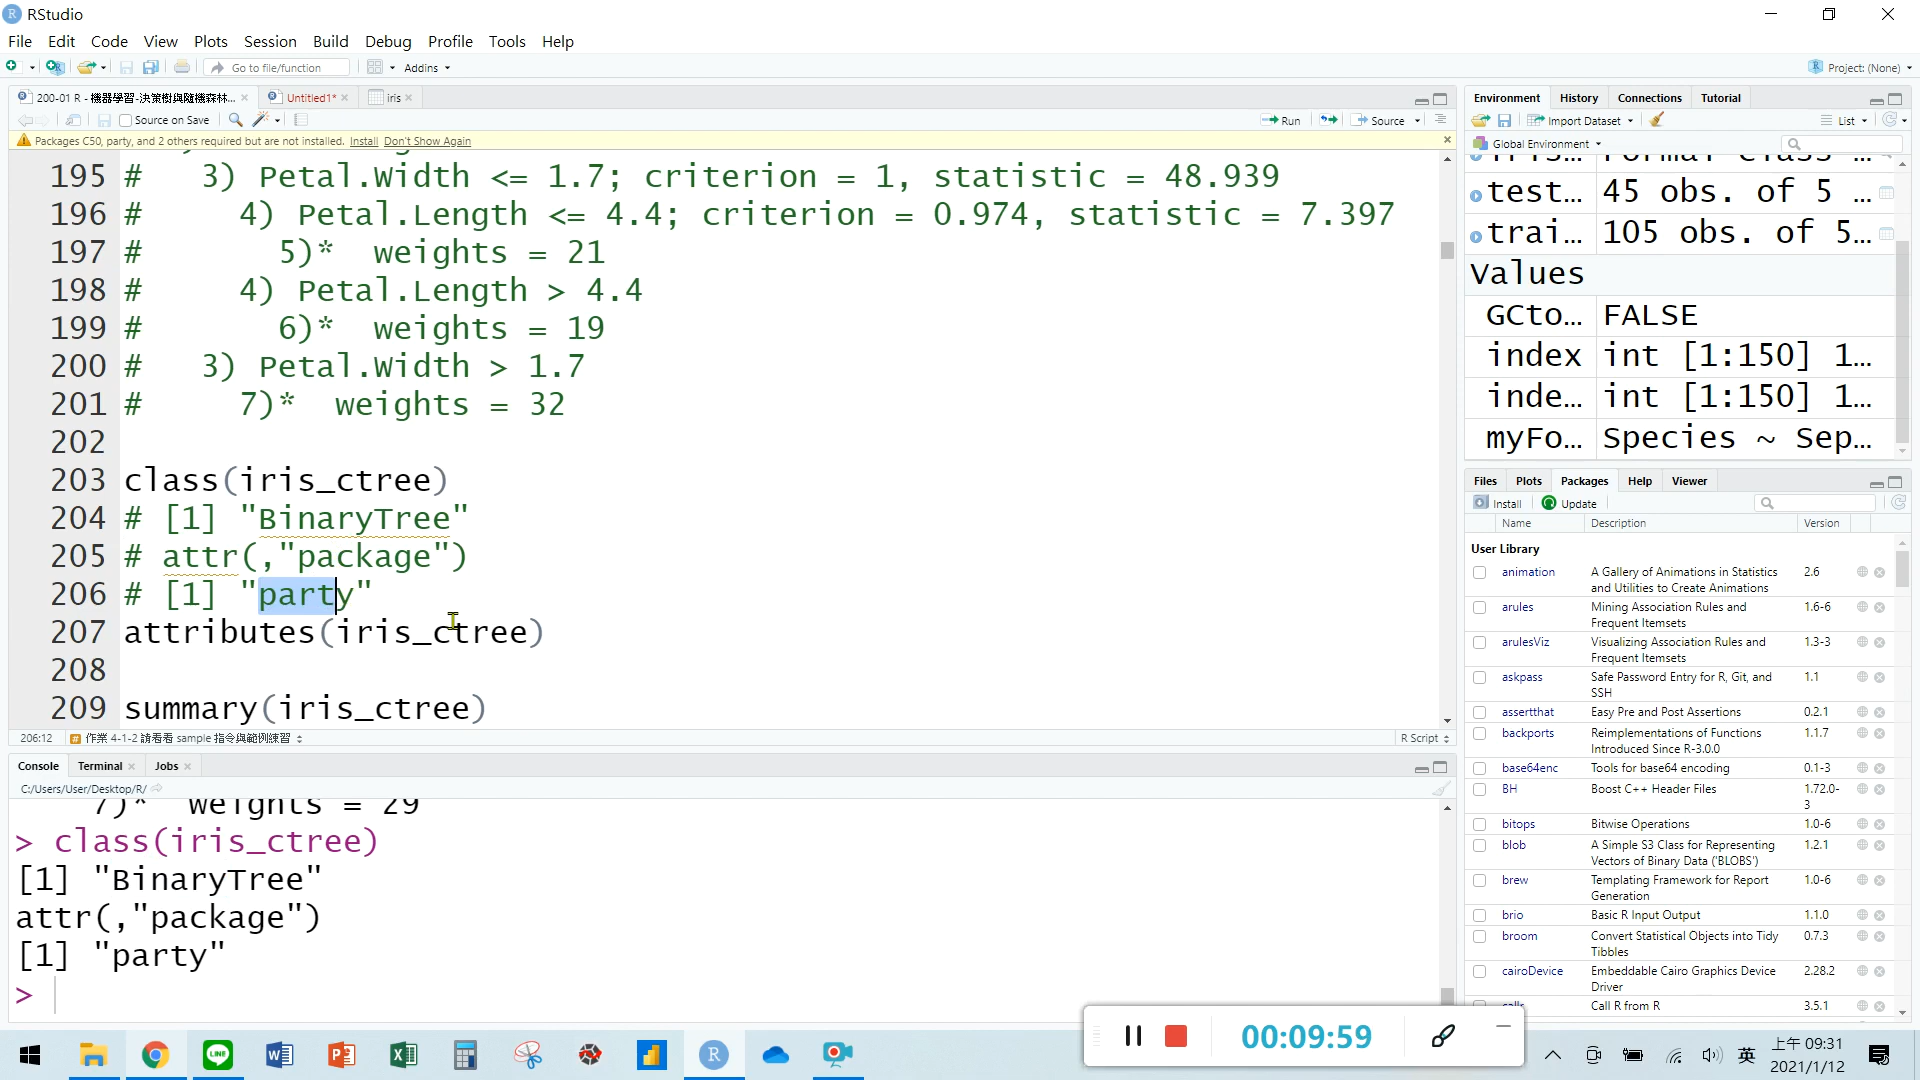 RStudio
File Edit Code View Plots Session Build Debug Profile Tools Help
Go to file/function Addins Project: (None)
200-01 R - 機器學習-決策樹與隨機森林... Untitled1* iris
Source on Save Run Source
Packages C50, party, and 2 others required but are not installed. Install Don't Show Again
195 # 3) Petal.Width <= 1.7; criterion = 1, statistic = 48.939
196 # 4) Petal.Length <= 4.4; criterion = 0.974, statistic = 7.397
197 # 5)* weights = 21
198 # 4) Petal.Length > 4.4
199 # 6)* weights = 19
200 # 3) Petal.Width > 1.7
201 # 7)* weights = 32
202
203 class(iris_ctree)
204 # [1] "BinaryTree"
205 # attr(,"package")
206 # [1] "party"
207 attributes(iris_ctree)
208
209 summary(iris_ctree)
206:12 作業 4-1-2 請看看 sample 指令與範例練習 R Script
Console Terminal Jobs
C:/Users/User/Desktop/R/
7)* weights = 29
> class(iris_ctree)
[1] "BinaryTree"
attr(,"package")
[1] "party"
>
Environment History Connections Tutorial
Import Dataset List
Global Environment
test... 45 obs. of 5 ...
trai... 105 obs. of 5...
Values
GCto... FALSE
index int [1:150] 1...
inde... int [1:150] 1...
myFo... Species ~ Sep...
Files Plots Packages Help Viewer
Install Update
Name Description Version
User Library
animation A Gallery of Animations in Statistics 2.6
and Utilities to Create Animations
arules Mining Association Rules and 1.6-6
Frequent Itemsets
arulesViz Visualizing Association Rules and 1.3-3
Frequent Itemsets
askpass Safe Password Entry for R, Git, and 1.1
SSH
assertthat Easy Pre and Post Assertions 0.2.1
backports Reimplementations of Functions 1.1.7
Introduced Since R-3.0.0
base64enc Tools for base64 encoding 0.1-3
BH Boost C++ Header Files 1.72.0-
3
bitops Bitwise Operations 1.0-6
blob A Simple S3 Class for Representing 1.2.1
Vectors of Binary Data ('BLOBS')
brew Templating Framework for Report 1.0-6
Generation
brio Basic R Input Output 1.1.0
broom Convert Statistical Objects into Tidy 0.7.3
Tibbles
cairoDevice Embeddable Cairo Graphics Device 2.28.2
Driver
callr Call R from R 3.5.1
00:09:59
英 上午 09:31
2021/1/12